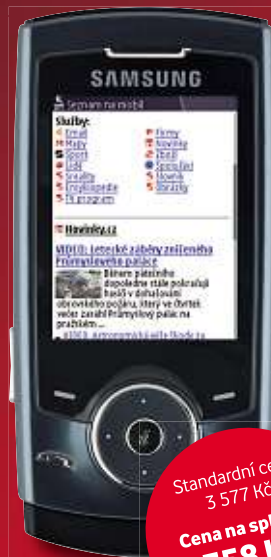 SAMSUNG
Seznam na mobil
Služby:
Email
Firmy
Mapy
Novinky
Sport
Zboží
Lidé
Spolužáci
Sreality
Slovník
Encyklopedie
Obrázky
TV program
Novinky.cz
VIDEO: Letecké záběry zničeného
Průmyslového paláce
Během pátečního
dopoledne stále pokračují
hasiči v dohašování
obrovského požáru, který ve čtvrtek
večer zasáhl Průmyslový palác na
pražském ...
Standardní ce
3 577 Kč
Cena na spl
758